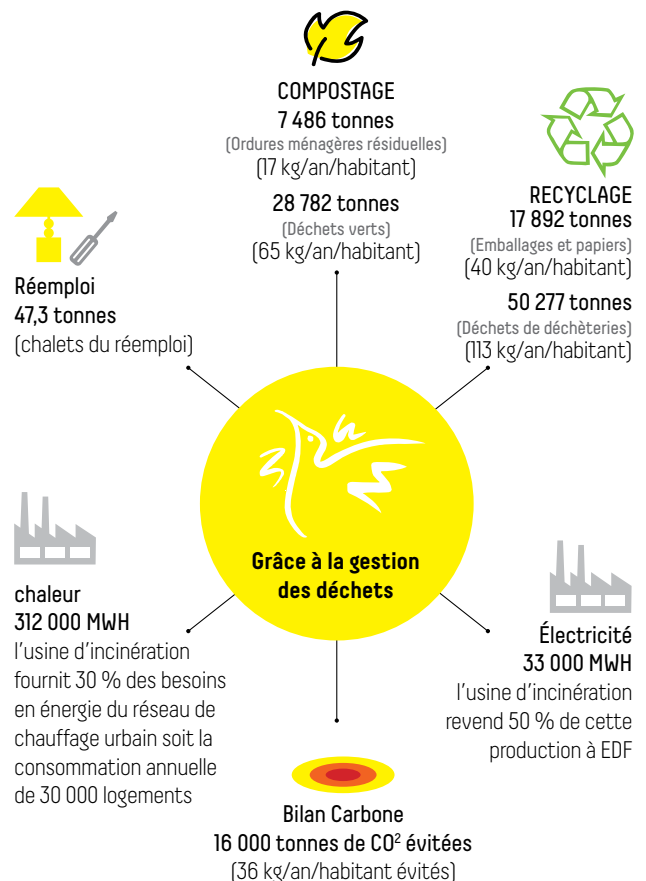 COMPOSTAGE
7 486 tonnes
(Ordures ménagères résiduelles)
(17 kg/an/habitant)
28 782 tonnes
(Déchets verts)
(65 kg/an/habitant)
RECYCLAGE
17 892 tonnes
(Emballages et papiers)
(40 kg/an/habitant)
50 277 tonnes
(Déchets de déchèteries)
(113 kg/an/habitant)
Réemploi
47,3 tonnes
(chalets du réemploi)
Grâce à la gestion
des déchets
chaleur
312 000 MWH
l'usine d'incinération
fournit 30 % des besoins
en énergie du réseau de
chauffage urbain soit la
consommation annuelle
de 30 000 logements
Électricité
33 000 MWH
l'usine d'incinération
revend 50 % de cette
production à EDF
Bilan Carbone
16 000 tonnes de CO² évitées
(36 kg/an/habitant évités)